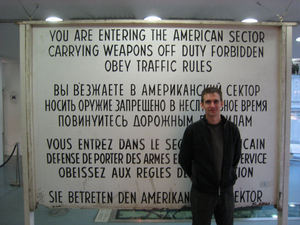 YOU ARE ENTERING THE AMERICAN SECTOR
CARRYING WEAPONS OFF DUTY FORBIDDEN
OBEY TRAFFIC RULES
ВЫ ВЪЕЗЖАЕТЕ В АМЕРИКАНСКИЙ СЕКТОР
НОСИТЬ ОРУЖИЕ ЗАПРЕЩЕНО В ВРЕМЯ
ПОВИНУЙТЕСЬ ДОРОЖНЫМ
VOUS ENTREZ DANS LE
DEFENSE DE PORTER DES ARMES SERVICE
OBEISSEZ AUX REGLES
SIE BETRETEN DEN SEKTOR